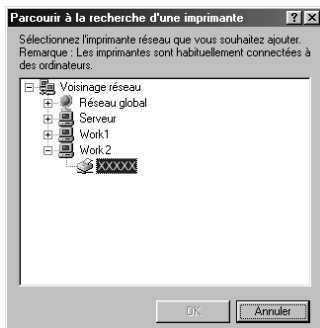 Parcourir à la recherche d'une imprimante
Sélectionnez l'imprimante réseau que vous souhaitez ajouter.
Remarque : Les imprimantes sont habituellement connectées à
des ordinateurs.
Voisinage réseau
Réseau global
Serveur
Work1
Work2
XXXXX
OK
Annuler